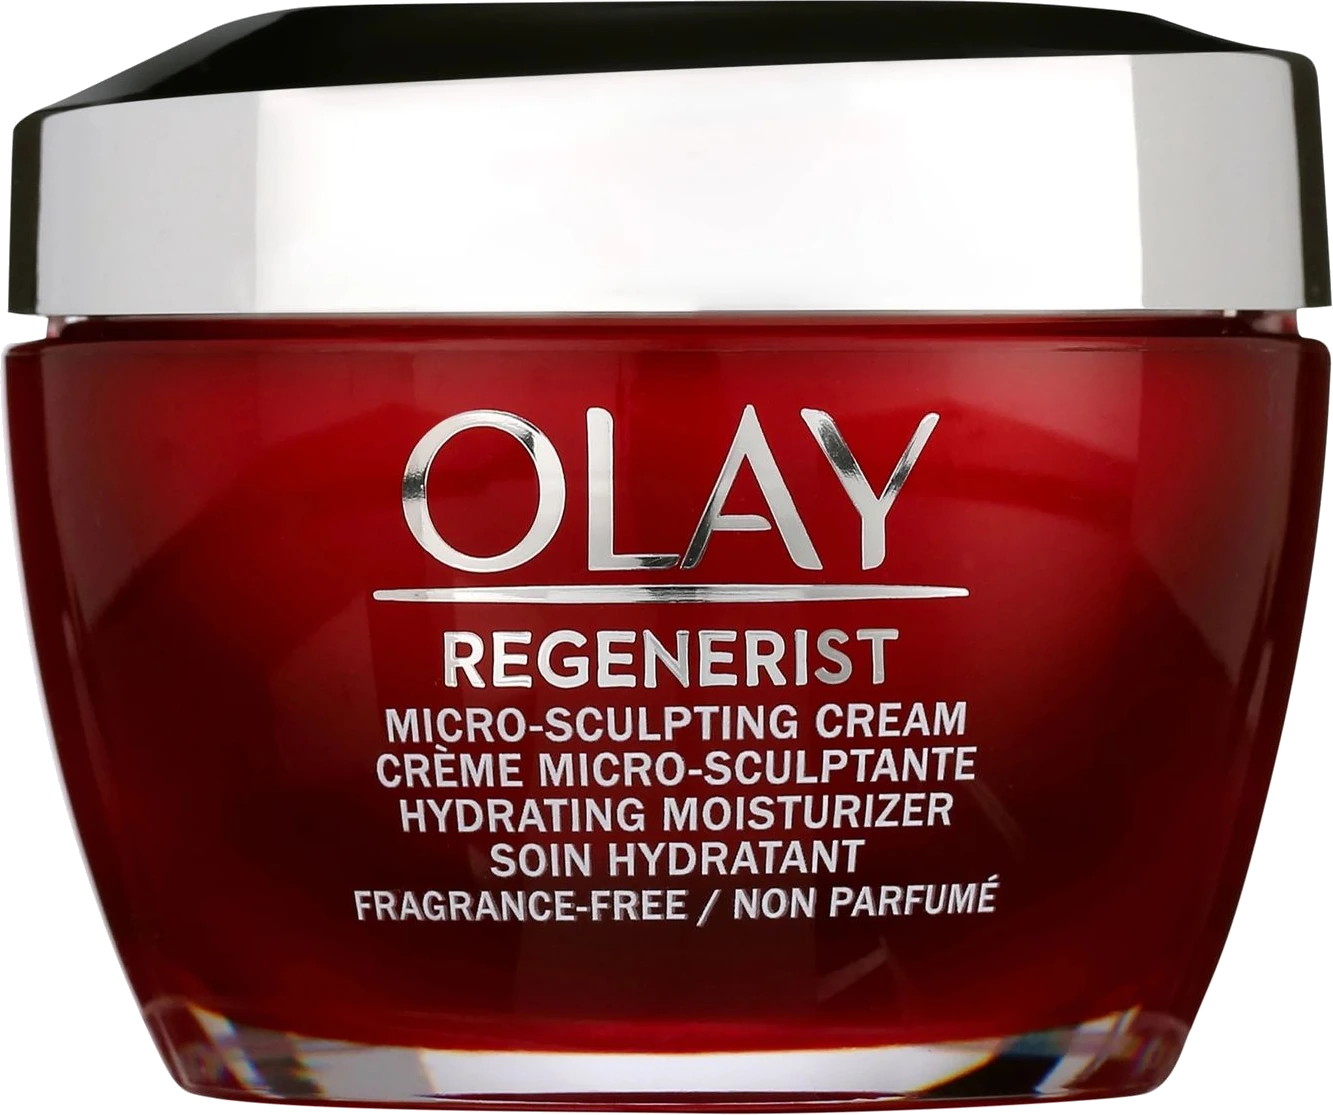 OLAY
REGENERIST
MICRO-SCULPTING CREAM
CRÈME MICRO-SCULPTANTE
HYDRATING MOISTURIZER
SOIN HYDRATANT
FRAGRANCE-FREE / NON PARFUMÉ